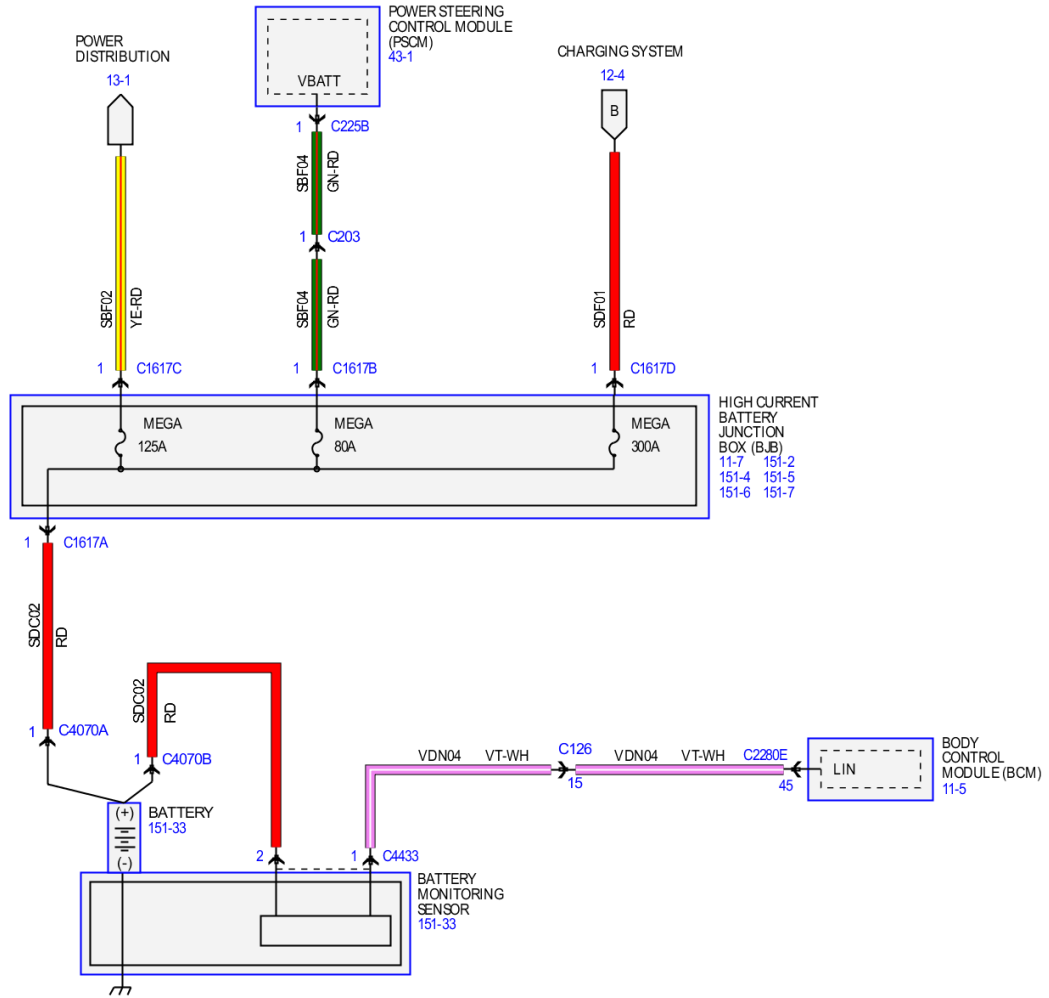 POWER
DISTRIBUTION
13-1
POWER STEERING
CONTROL MODULE
(PSCM)
43-1
VBATT
CHARGING SYSTEM
12-4
B
1 C225B
SBF04
GN-RD
1 C203
SBF02
YE-RD
SBF04
GN-RD
SDF01
RD
1 C1617C
1 C1617B
1 C1617D
MEGA
125A
MEGA
80A
MEGA
300A
HIGH CURRENT
BATTERY
JUNCTION
BOX (BJB)
11-7 151-2
151-4 151-5
151-6 151-7
1 C1617A
SDC02
RD
1 C4070A
SDC02
RD
1 C4070B
(+)
(-)
BATTERY
151-33
VDN04 VT-WH
C126
15
VDN04 VT-WH
C2280E
45
LIN
BODY
CONTROL
MODULE (BCM)
11-5
2
1 C4433
BATTERY
MONITORING
SENSOR
151-33